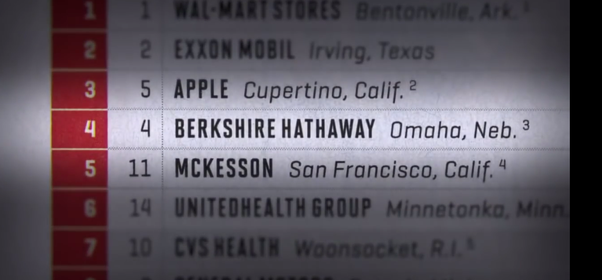 1 1 WAL-MART STORES Bentonville, Ark.
2 2 EXXON MOBIL Irving, Texas
3 5 APPLE Cupertino, Calif. 2
4 4 BERKSHIRE HATHAWAY Omaha, Neb. 3
5 11 MCKESSON San Francisco, Calif. 4
6 14 UNITEDHEALTH GROUP Minnetonka, Minn.
7 10 CVS HEALTH Woonsocket, R.I. 5